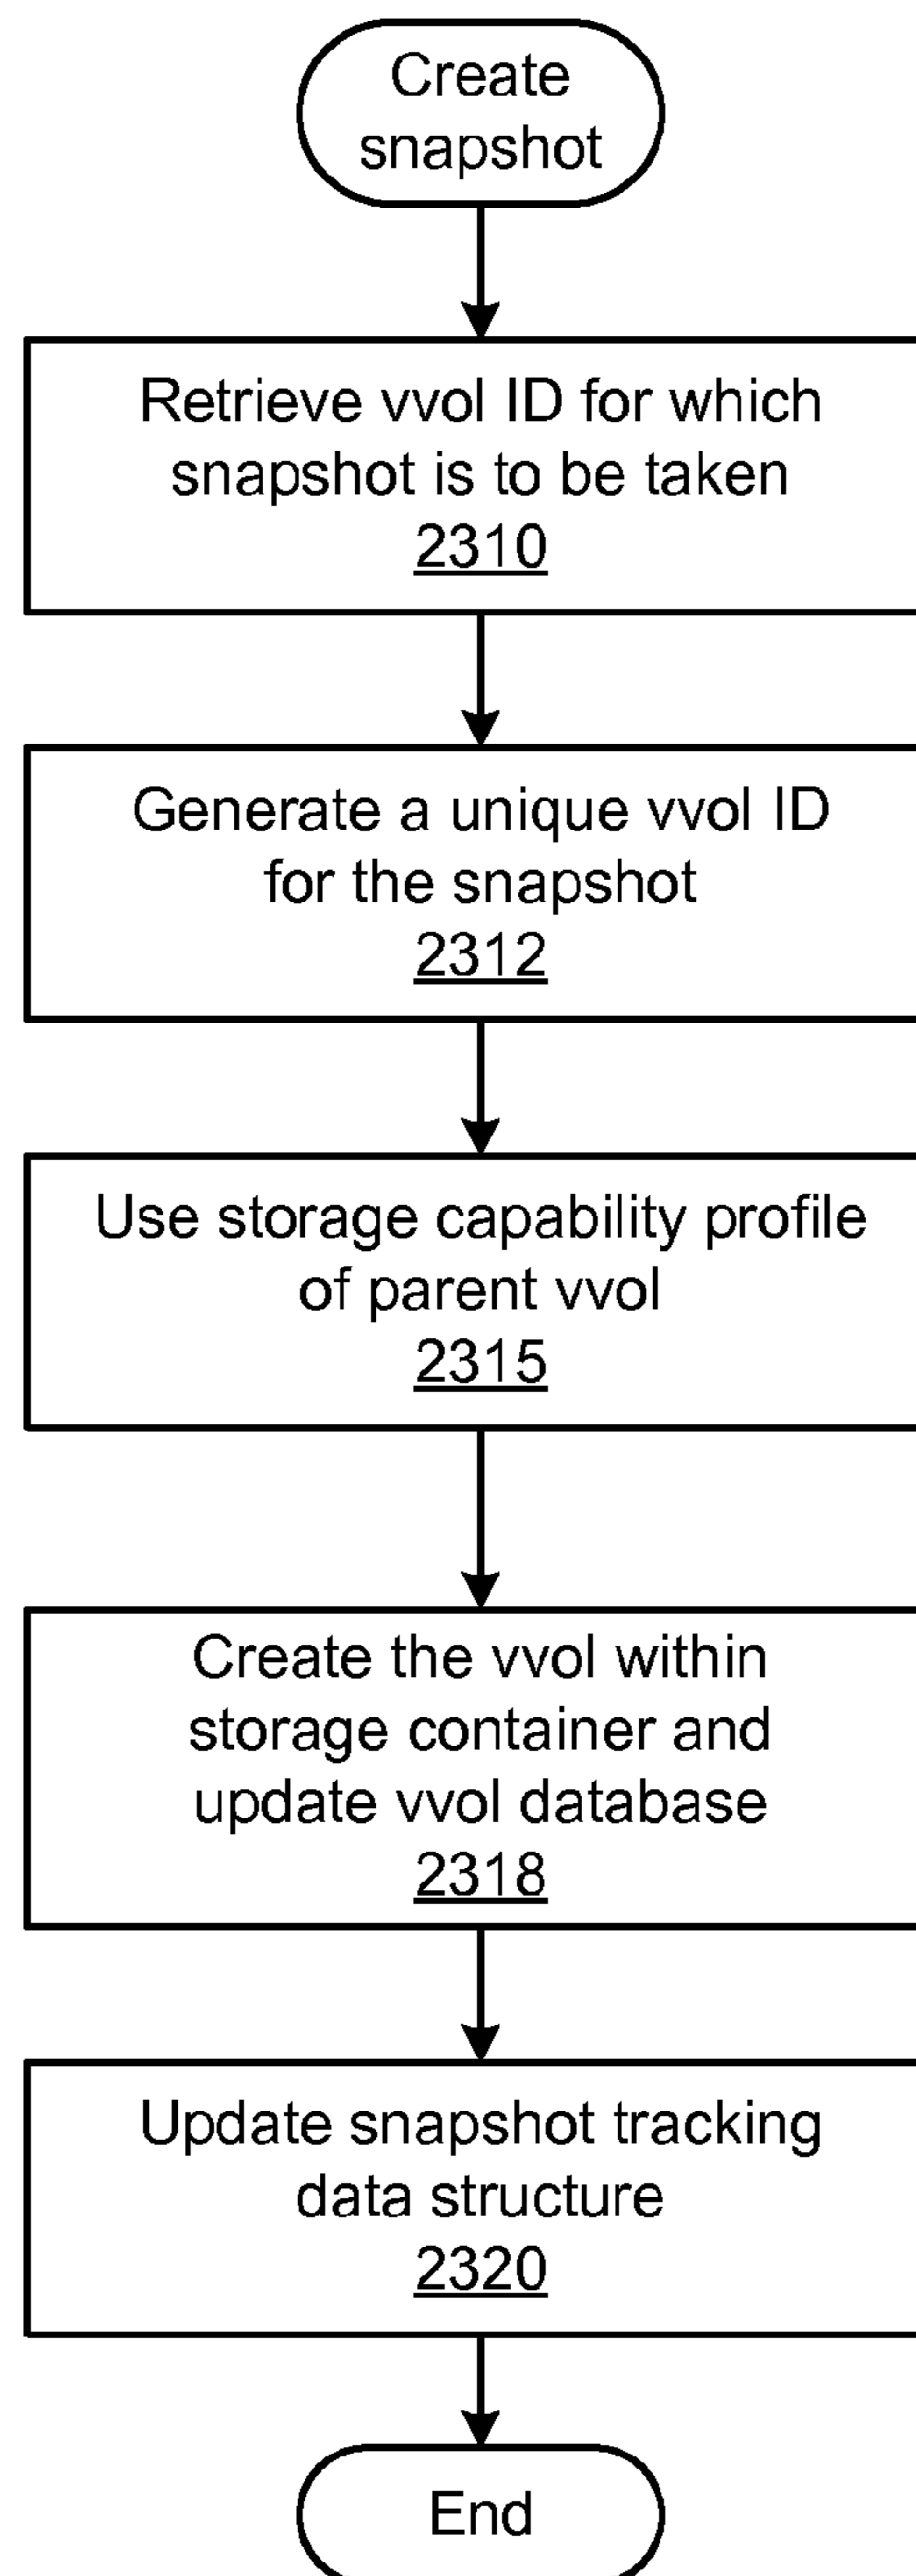 Create
snapshot
Retrieve vvol ID for which
snapshot is to be taken
2310
Generate a unique vvol ID
for the snapshot
2312
Use storage capability profile
of parent vvol
2315
Create the vvol within
storage container and
update vvol database
2318
Update snapshot tracking
data structure
2320
End